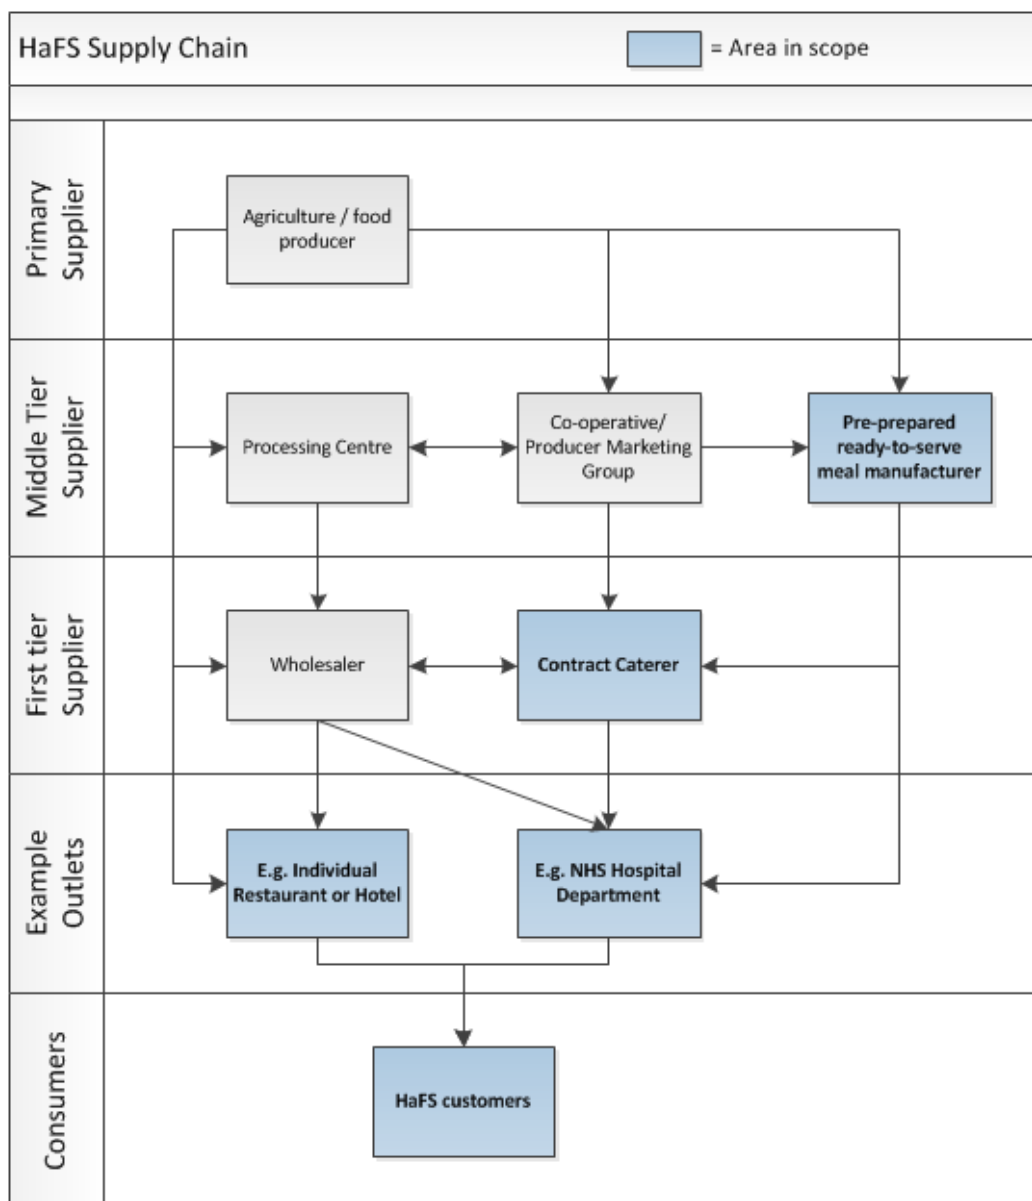 HaFS Supply Chain
= Area in scope
Primary
Supplier
Agriculture / food
producer
Middle Tier
Supplier
Processing Centre
Co-operative/
Producer Marketing
Group
Pre-prepared
ready-to-serve
meal manufacturer
First tier
Supplier
Wholesaler
Contract Caterer
Example
Outlets
E.g. Individual
Restaurant or Hotel
E.g. NHS Hospital
Department
Consumers
HaFS customers